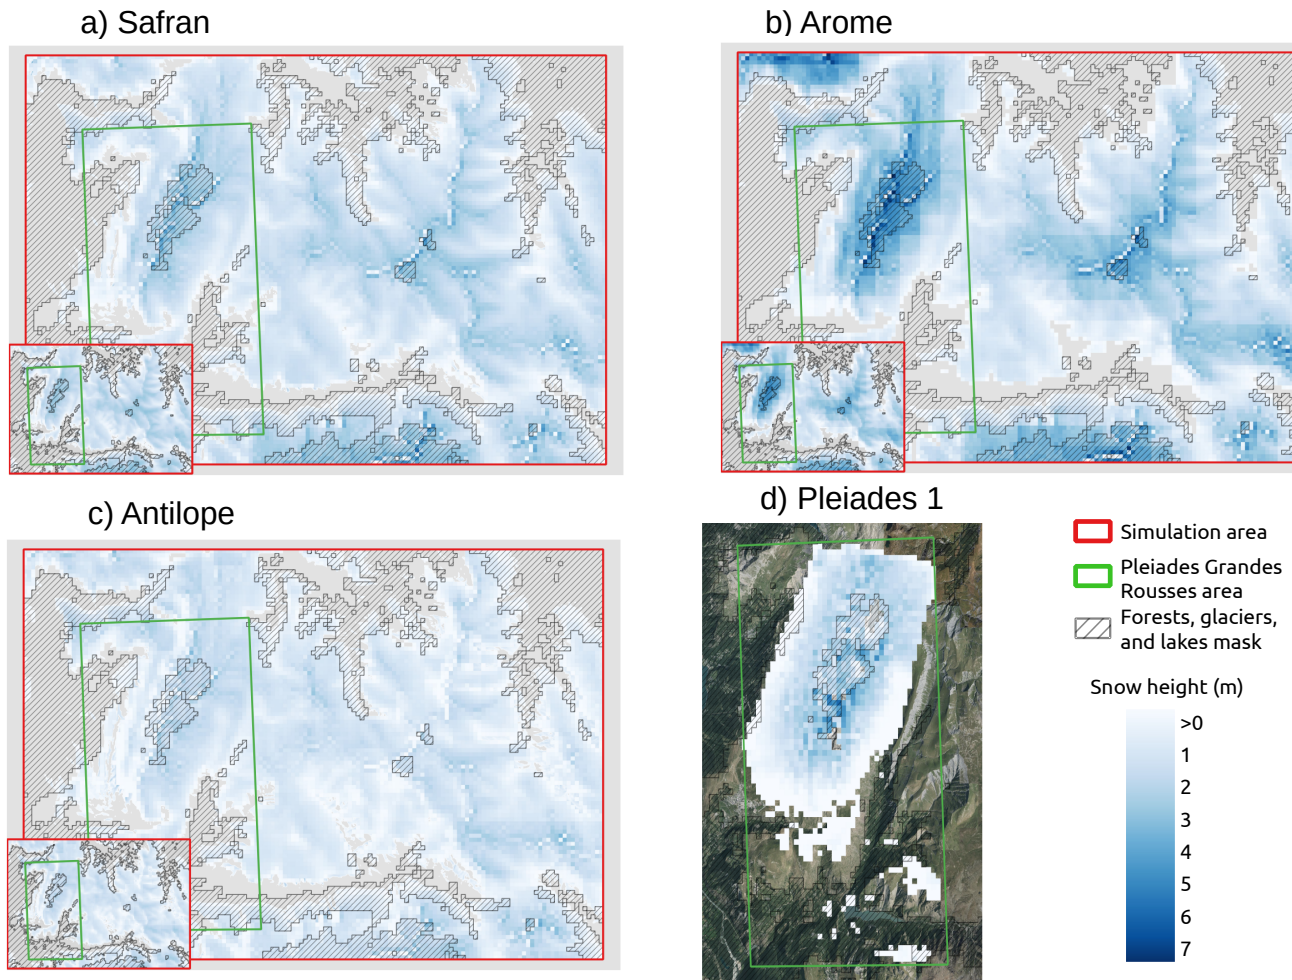 a) Safran
b) Arome
c) Antilope
d) Pleiades 1
Simulation area
Pleiades Grandes
Rousses area
Forests, glaciers,
and lakes mask
Snow height (m)
>0
1
2
3
4
5
6
7